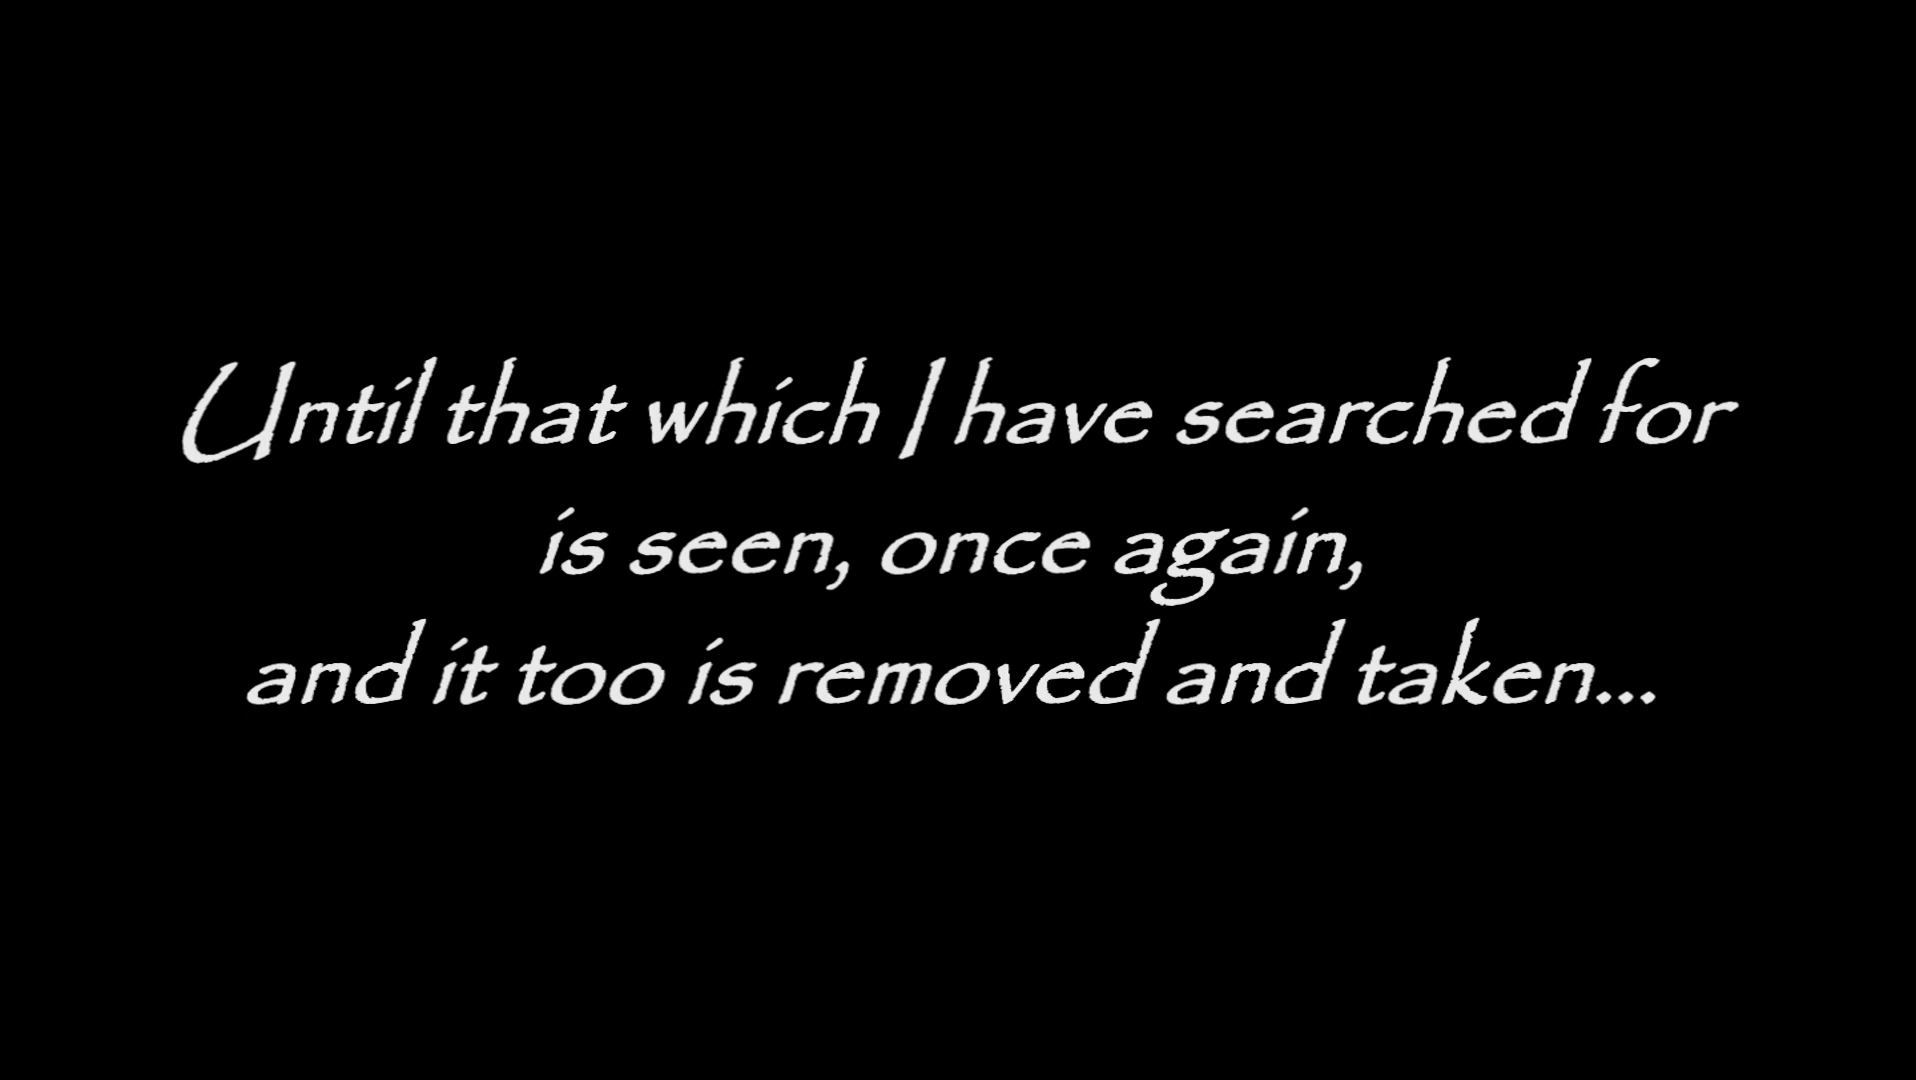 Until that which I have searched for
is seen, once again,
and it too is removed and taken...